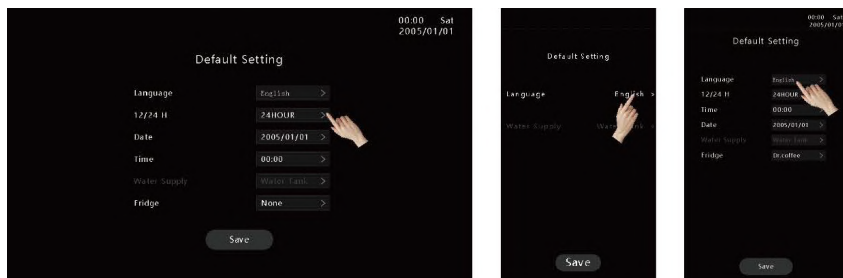 00:00 Sat
2005/01/01
Default Setting
Language English >
12/24 H 24HOUR >
Date 2005/01/01 >
Time 00:00 >
Water Supply Water Tank >
Fridge None >
Save
Default Setting
Language English >
Water Supply Water Tank >
Save
00:00 Sat
2005/01/01
Default Setting
Language English >
12/24 H 24HOUR
Time 00:00 >
Date 2005/01/01 >
Water Supply Water Tank >
Fridge Dr.coffee >
Save